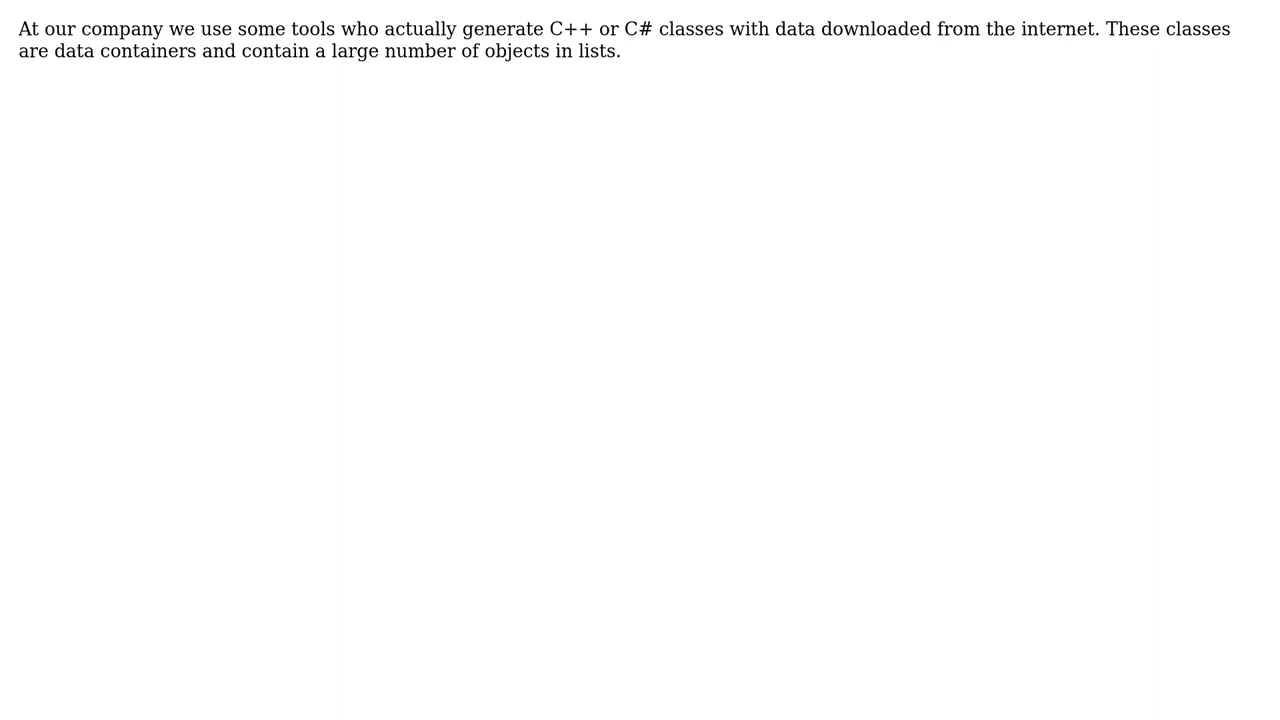 At our company we use some tools who actually generate C++ or C# classes with data downloaded from the internet. These classes
are data containers and contain a large number of objects in lists.